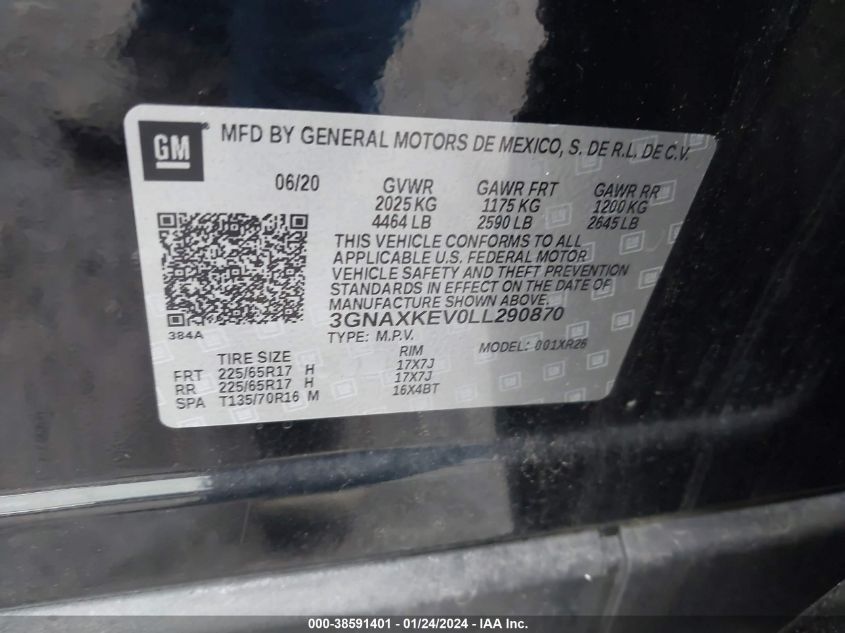 GM
MFD BY GENERAL MOTORS DE MEXICO, S. DE R.L. DE C.V.
06/20 GVWR GAWR FRT GAWR RR
2025 KG 1175 KG 1200 KG
4464 LB 2590 LB 2645 LB
THIS VEHICLE CONFORMS TO ALL
APPLICABLE U.S. FEDERAL MOTOR
VEHICLE SAFETY AND THEFT PREVENTION
STANDARDS IN EFFECT ON THE DATE OF
MANUFACTURE SHOWN ABOVE.
384A
3GNAXKEV0LL290870
TYPE: M.P.V. MODEL: 001XR26
TIRE SIZE RIM
FRT 225/65R17 H 17X7J
RR 225/65R17 H 17X7J
SPA T135/70R16 M 16X4BT
000-38591401 - 01/24/2024 - IAA Inc.